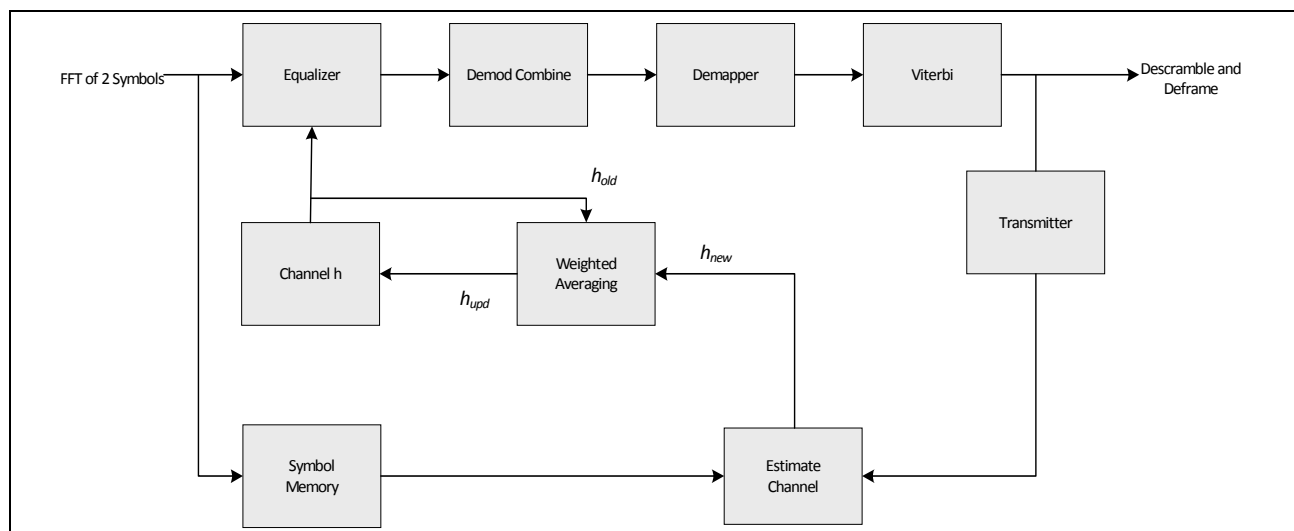 FFT of 2 Symbols
Equalizer
Demod Combine
Demapper
Viterbi
Descramble and
Deframe
h_old
Transmitter
Channel h
Weighted
Averaging
h_new
h_upd
Symbol
Memory
Estimate
Channel